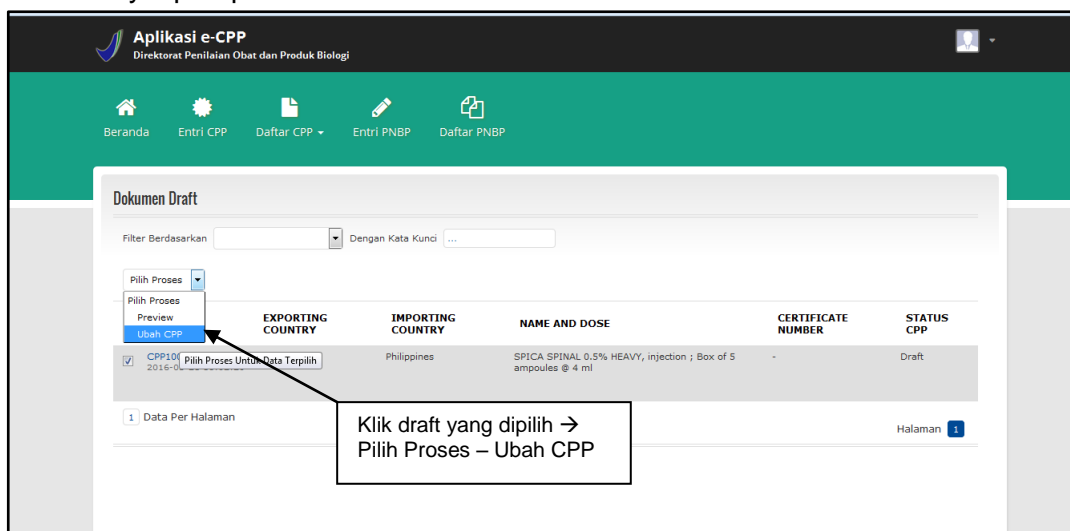 Aplikasi e-CPP
Direktorat Penilaian Obat dan Produk Biologi
Beranda Entri CPP Daftar CPP Entri PNBP Daftar PNBP
Dokumen Draft
Filter Berdasarkan Dengan Kata Kunci ...
Pilih Proses
Pilih Proses
Preview
Ubah CPP
EXPORTING COUNTRY
IMPORTING COUNTRY
NAME AND DOSE
CERTIFICATE NUMBER
STATUS CPP
Pilih Proses Untuk Data Terpilih
Philippines
SPICA SPINAL 0.5% HEAVY, injection ; Box of 5
ampoules @ 4 ml
-
Draft
1 Data Per Halaman
Halaman 1
Klik draft yang dipilih →
Pilih Proses – Ubah CPP